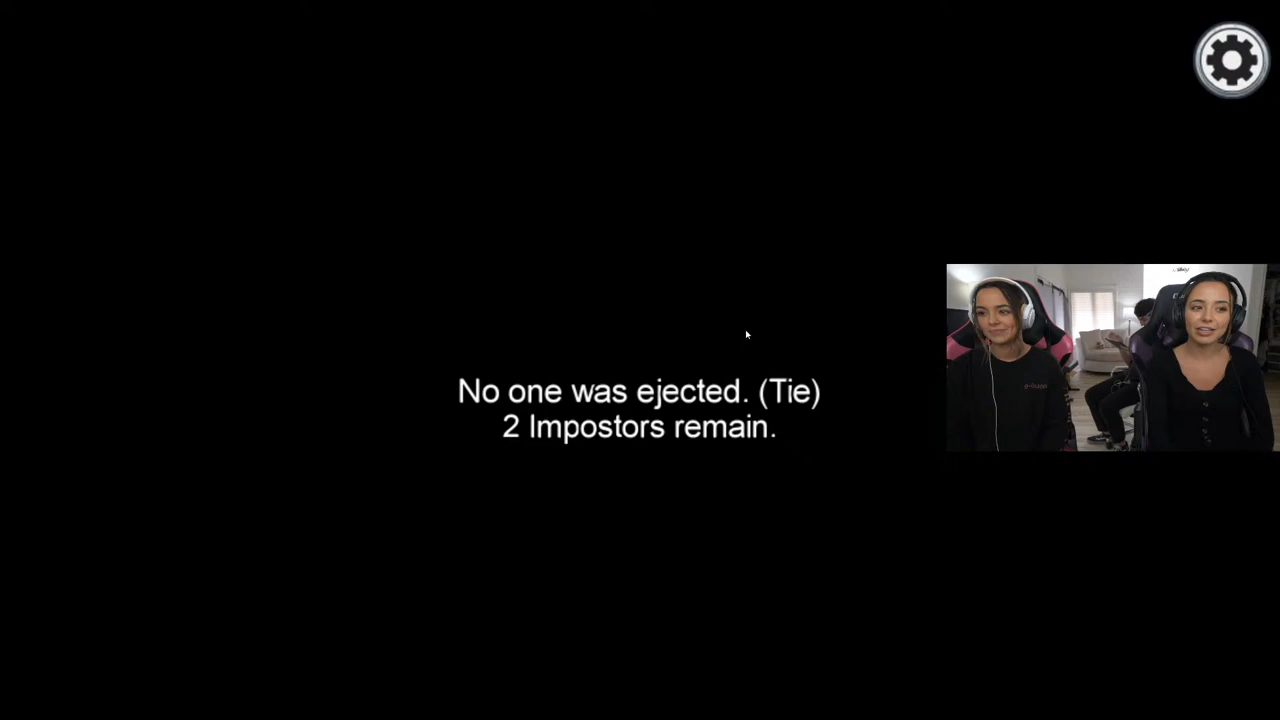 No one was ejected. (Tie)
2 Impostors remain.